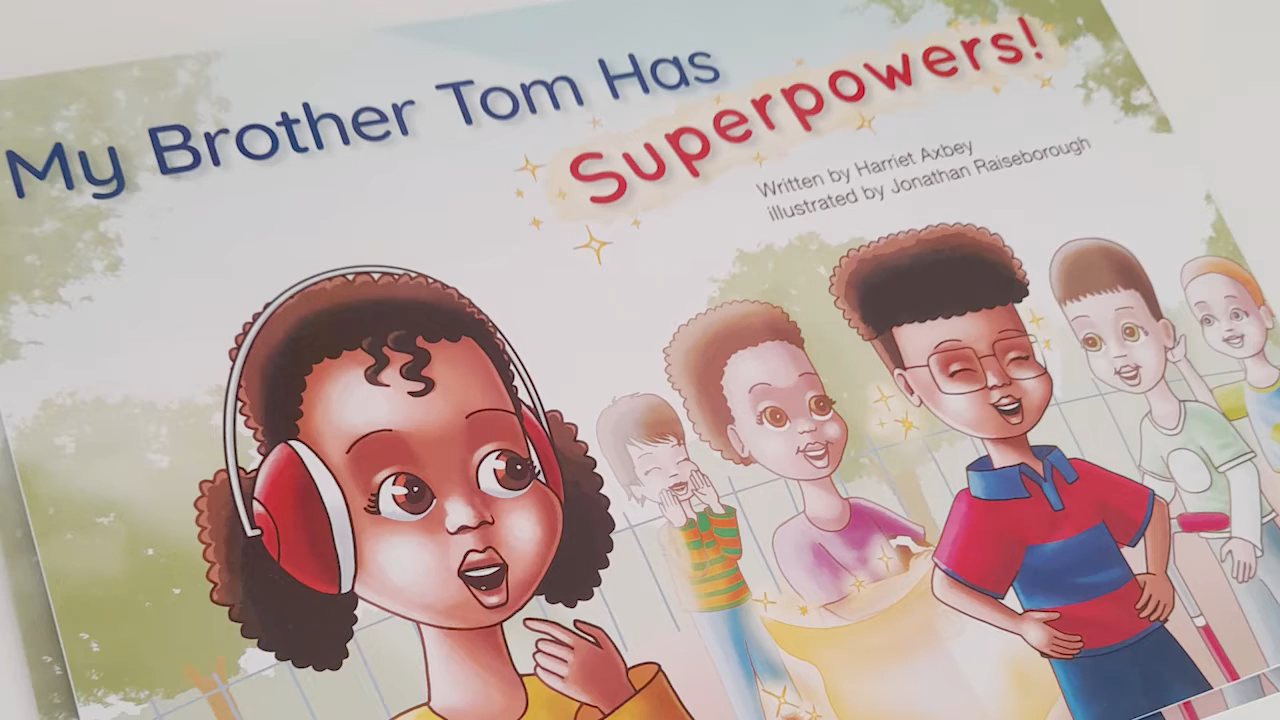 My Brother Tom Has
Superpowers!
Written by Harriet Axbey
illustrated by Jonathan Raiseborough